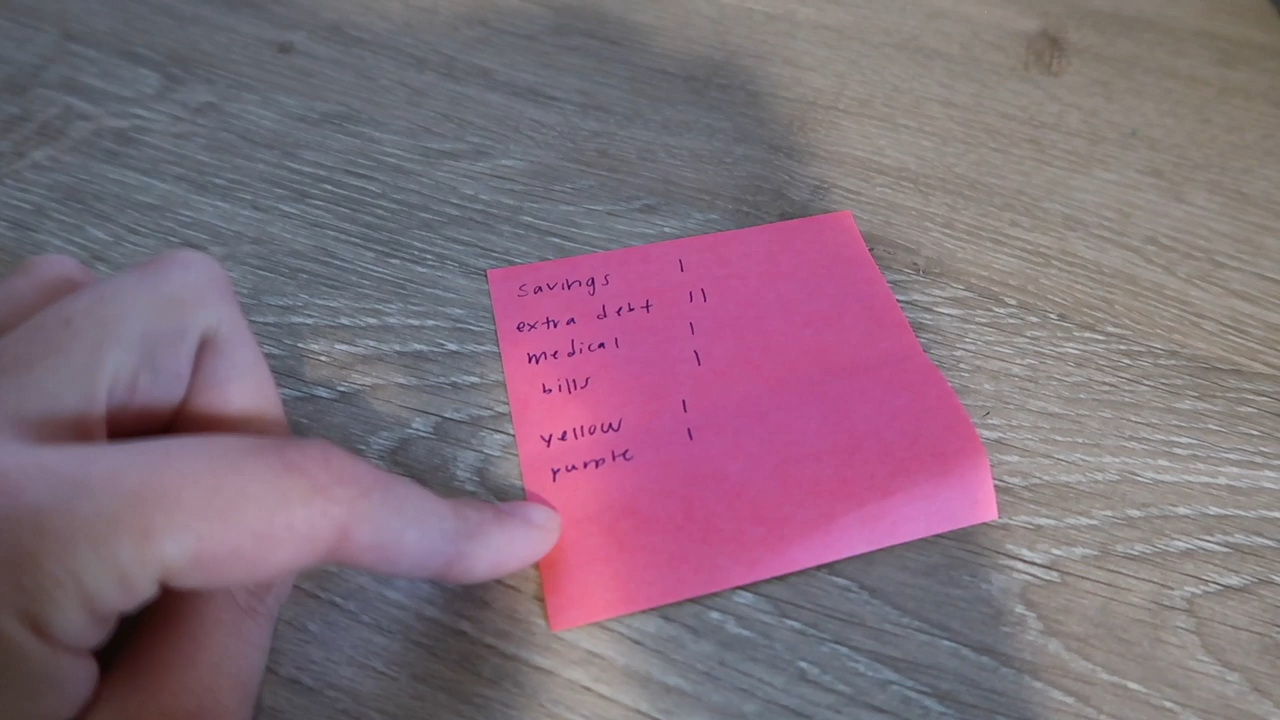 savings |
extra debt ||
medical |
bills |
yellow |
purple |